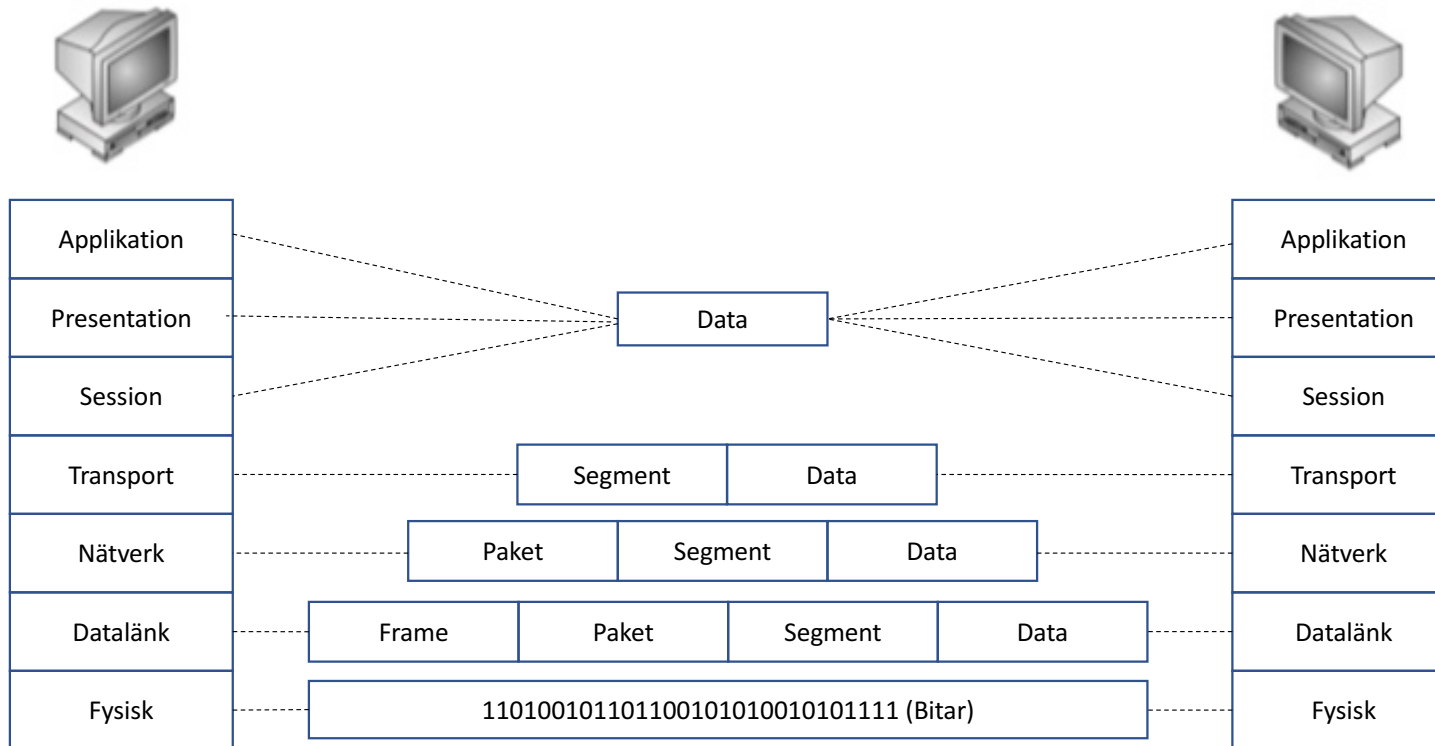 Applikation
Applikation
Presentation
Data
Presentation
Session
Session
Transport
Segment
Data
Transport
Nätverk
Paket
Segment
Data
Nätverk
Datalänk
Frame
Paket
Segment
Data
Datalänk
Fysisk
110100101101100101010010101111 (Bitar)
Fysisk